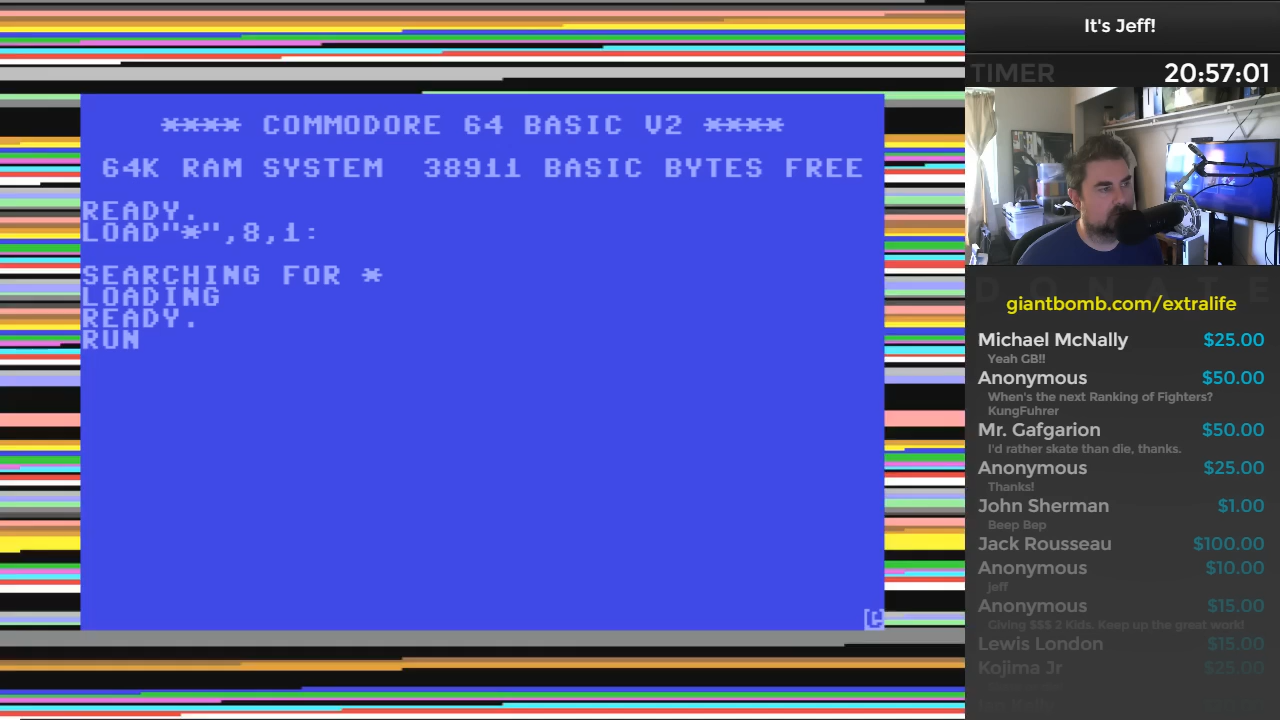 **** COMMODORE 64 BASIC V2 ****
64K RAM SYSTEM  38911 BASIC BYTES FREE
READY.
LOAD"*",8,1:
SEARCHING FOR *
LOADING
READY.
RUN
It's Jeff!
TIMER 20:57:01
DONATE
giantbomb.com/extralife
Michael McNally $25.00
Yeah GB!!
Anonymous $50.00
When's the next Ranking of Fighters?
KungFuhrer
Mr. Gafgarion $50.00
I'd rather skate than die, thanks.
Anonymous $25.00
Thanks!
John Sherman $1.00
Beep Bep
Jack Rousseau $100.00
Anonymous $10.00
jeff
Anonymous $15.00
Giving $$$ 2 Kids. Keep up the great work!
Lewis London $15.00
Kojima Jr $25.00